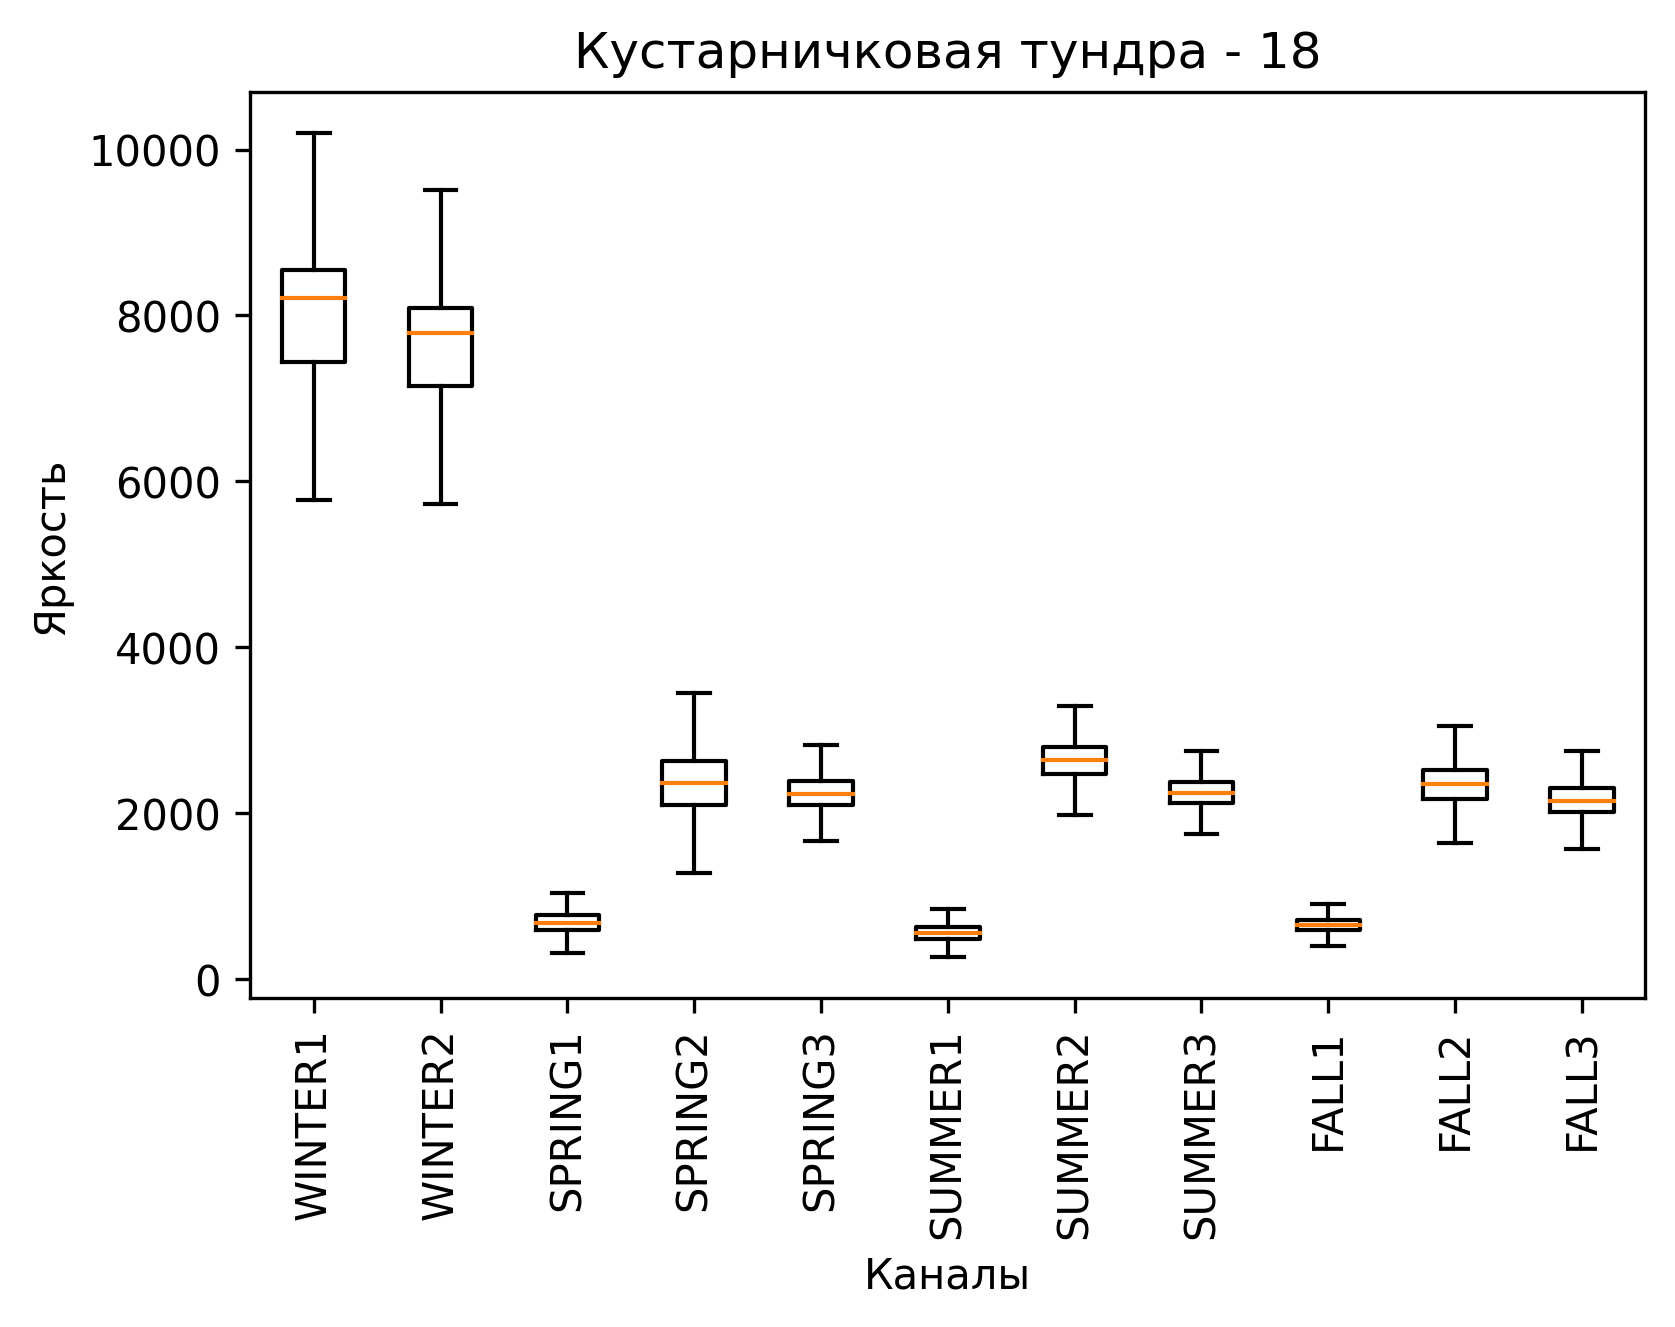 Кустарничковая тундра - 18
10000
8000
6000
4000
2000
0
Яркость
WINTER1
WINTER2
SPRING1
SPRING2
SPRING3
SUMMER1
SUMMER2
SUMMER3
FALL1
FALL2
FALL3
Каналы